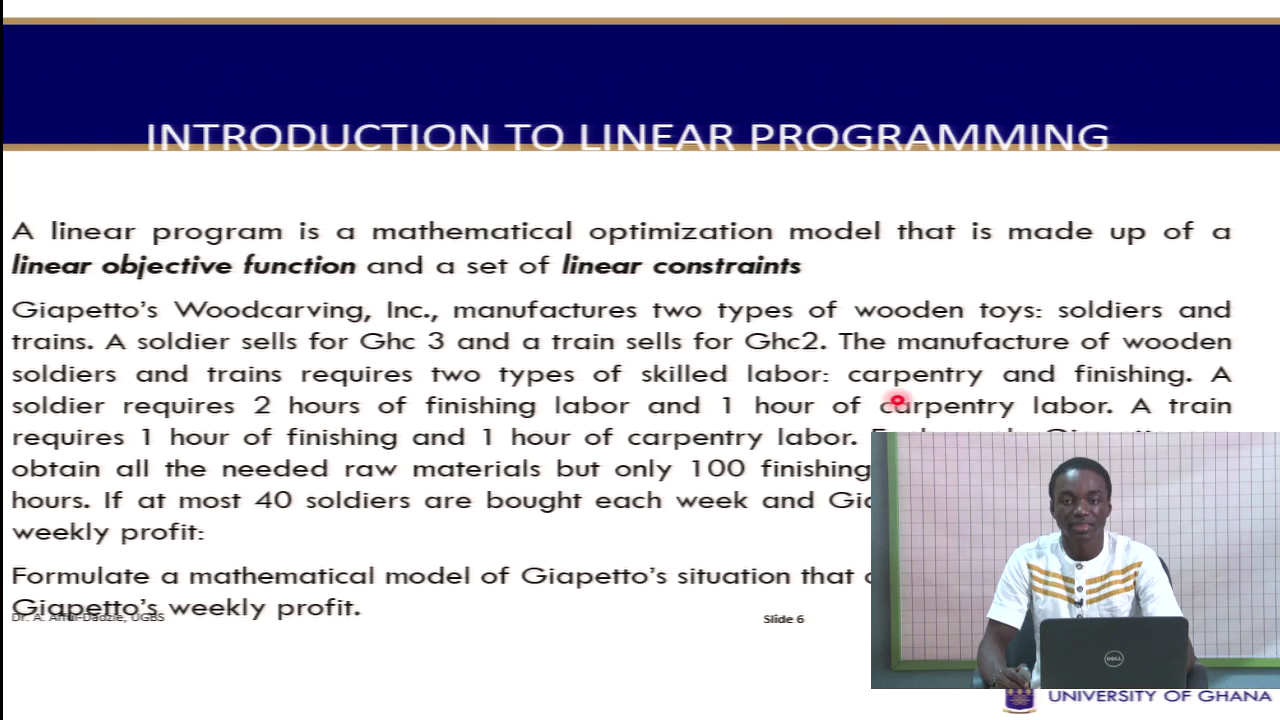 INTRODUCTION TO LINEAR PROGRAMMING
A linear program is a mathematical optimization model that is made up of a
linear objective function and a set of linear constraints
Giapetto's Woodcarving, Inc., manufactures two types of wooden toys: soldiers and
trains. A soldier sells for Ghc 3 and a train sells for Ghc2. The manufacture of wooden
soldiers and trains requires two types of skilled labor: carpentry and finishing. A
soldier requires 2 hours of finishing labor and 1 hour of carpentry labor. A train
requires 1 hour of finishing and 1 hour of carpentry labor.
obtain all the needed raw materials but only 100 finishing
hours. If at most 40 soldiers are bought each week and
weekly profit:
Formulate a mathematical model of Giapetto's situation that
Giapetto's weekly profit.
Dr. A. Afful-Dadzie, UGBS
Slide 6
DELL
UNIVERSITY OF GHANA